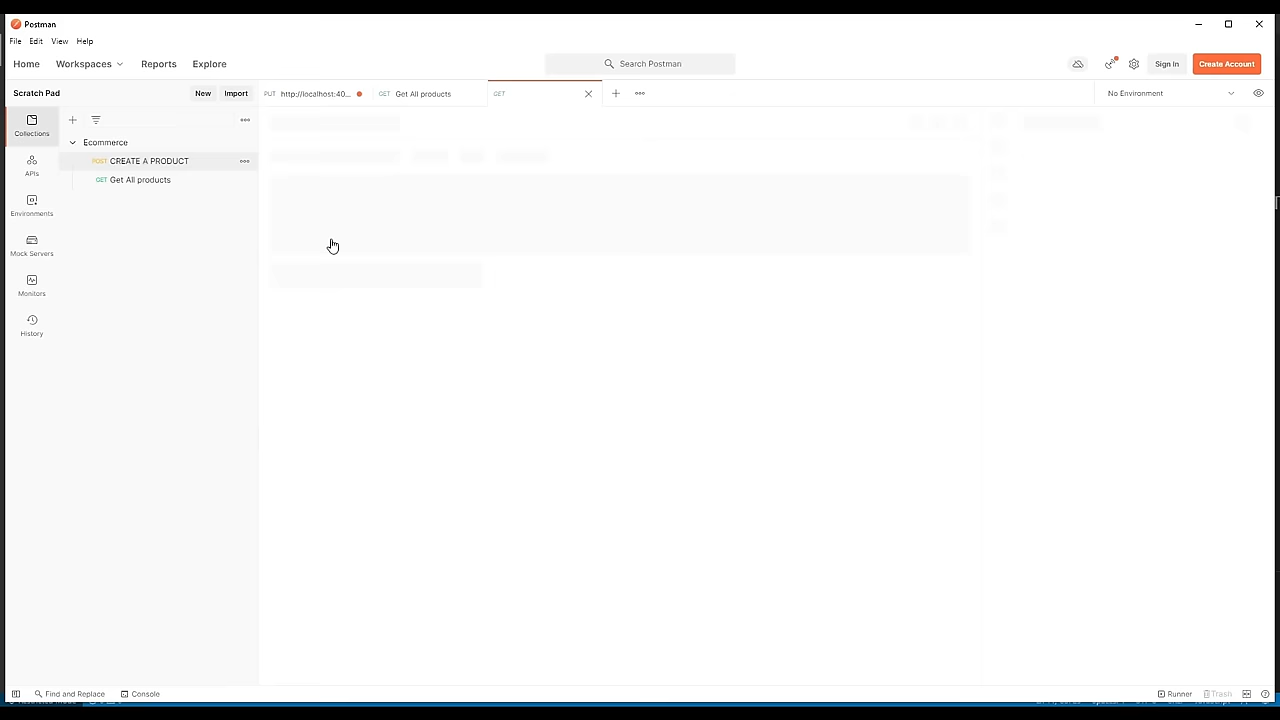 Postman
File Edit View Help
Home Workspaces Reports Explore Search Postman Sign In Create Account
Scratch Pad New Import PUT http://localhost:40... GET Get All products GET No Environment
Collections
Ecommerce
POST CREATE A PRODUCT
GET Get All products
APIs
Environments
Mock Servers
Monitors
History
Find and Replace Console Runner Trash